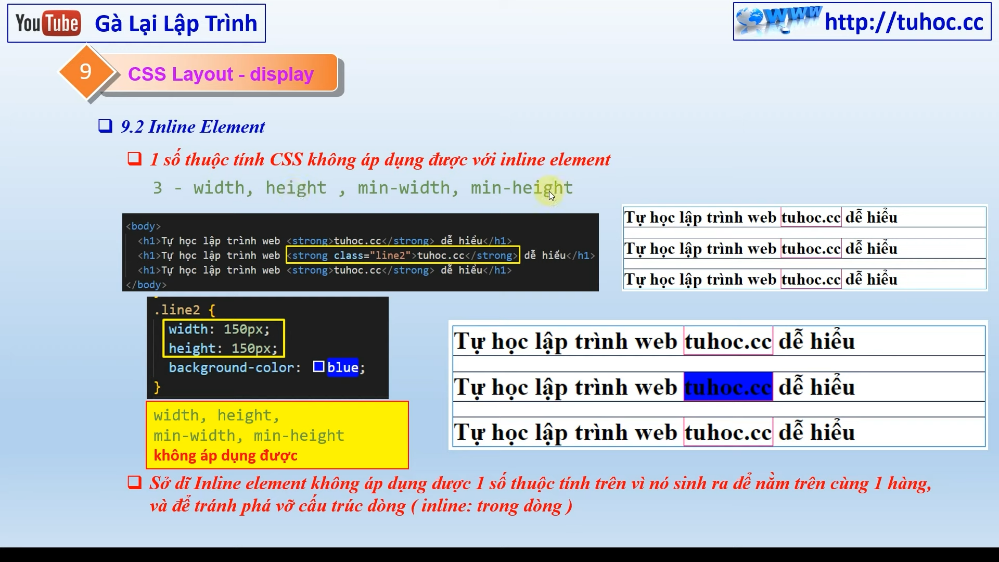 YouTube Gà Lại Lập Trình
www http://tuhoc.cc
9 CSS Layout - display
9.2 Inline Element
1 số thuộc tính CSS không áp dụng được với inline element
3 - width, height , min-width, min-height
<body>
<h1>Tự học lập trình web <strong>tuhoc.cc</strong> dễ hiểu</h1>
<h1>Tự học lập trình web <strong class="line2">tuhoc.cc</strong> dễ hiểu</h1>
<h1>Tự học lập trình web <strong>tuhoc.cc</strong> dễ hiểu</h1>
</body>
Tự học lập trình web tuhoc.cc dễ hiểu
Tự học lập trình web tuhoc.cc dễ hiểu
Tự học lập trình web tuhoc.cc dễ hiểu
.line2 {
width: 150px;
height: 150px;
background-color: blue;
}
Tự học lập trình web tuhoc.cc dễ hiểu
Tự học lập trình web tuhoc.cc dễ hiểu
Tự học lập trình web tuhoc.cc dễ hiểu
width, height,
min-width, min-height
không áp dụng được
Sở dĩ Inline element không áp dụng dược 1 số thuộc tính trên vì nó sinh ra dể nằm trên cùng 1 hàng,
và để tránh phá vỡ cấu trúc dòng ( inline: trong dòng )